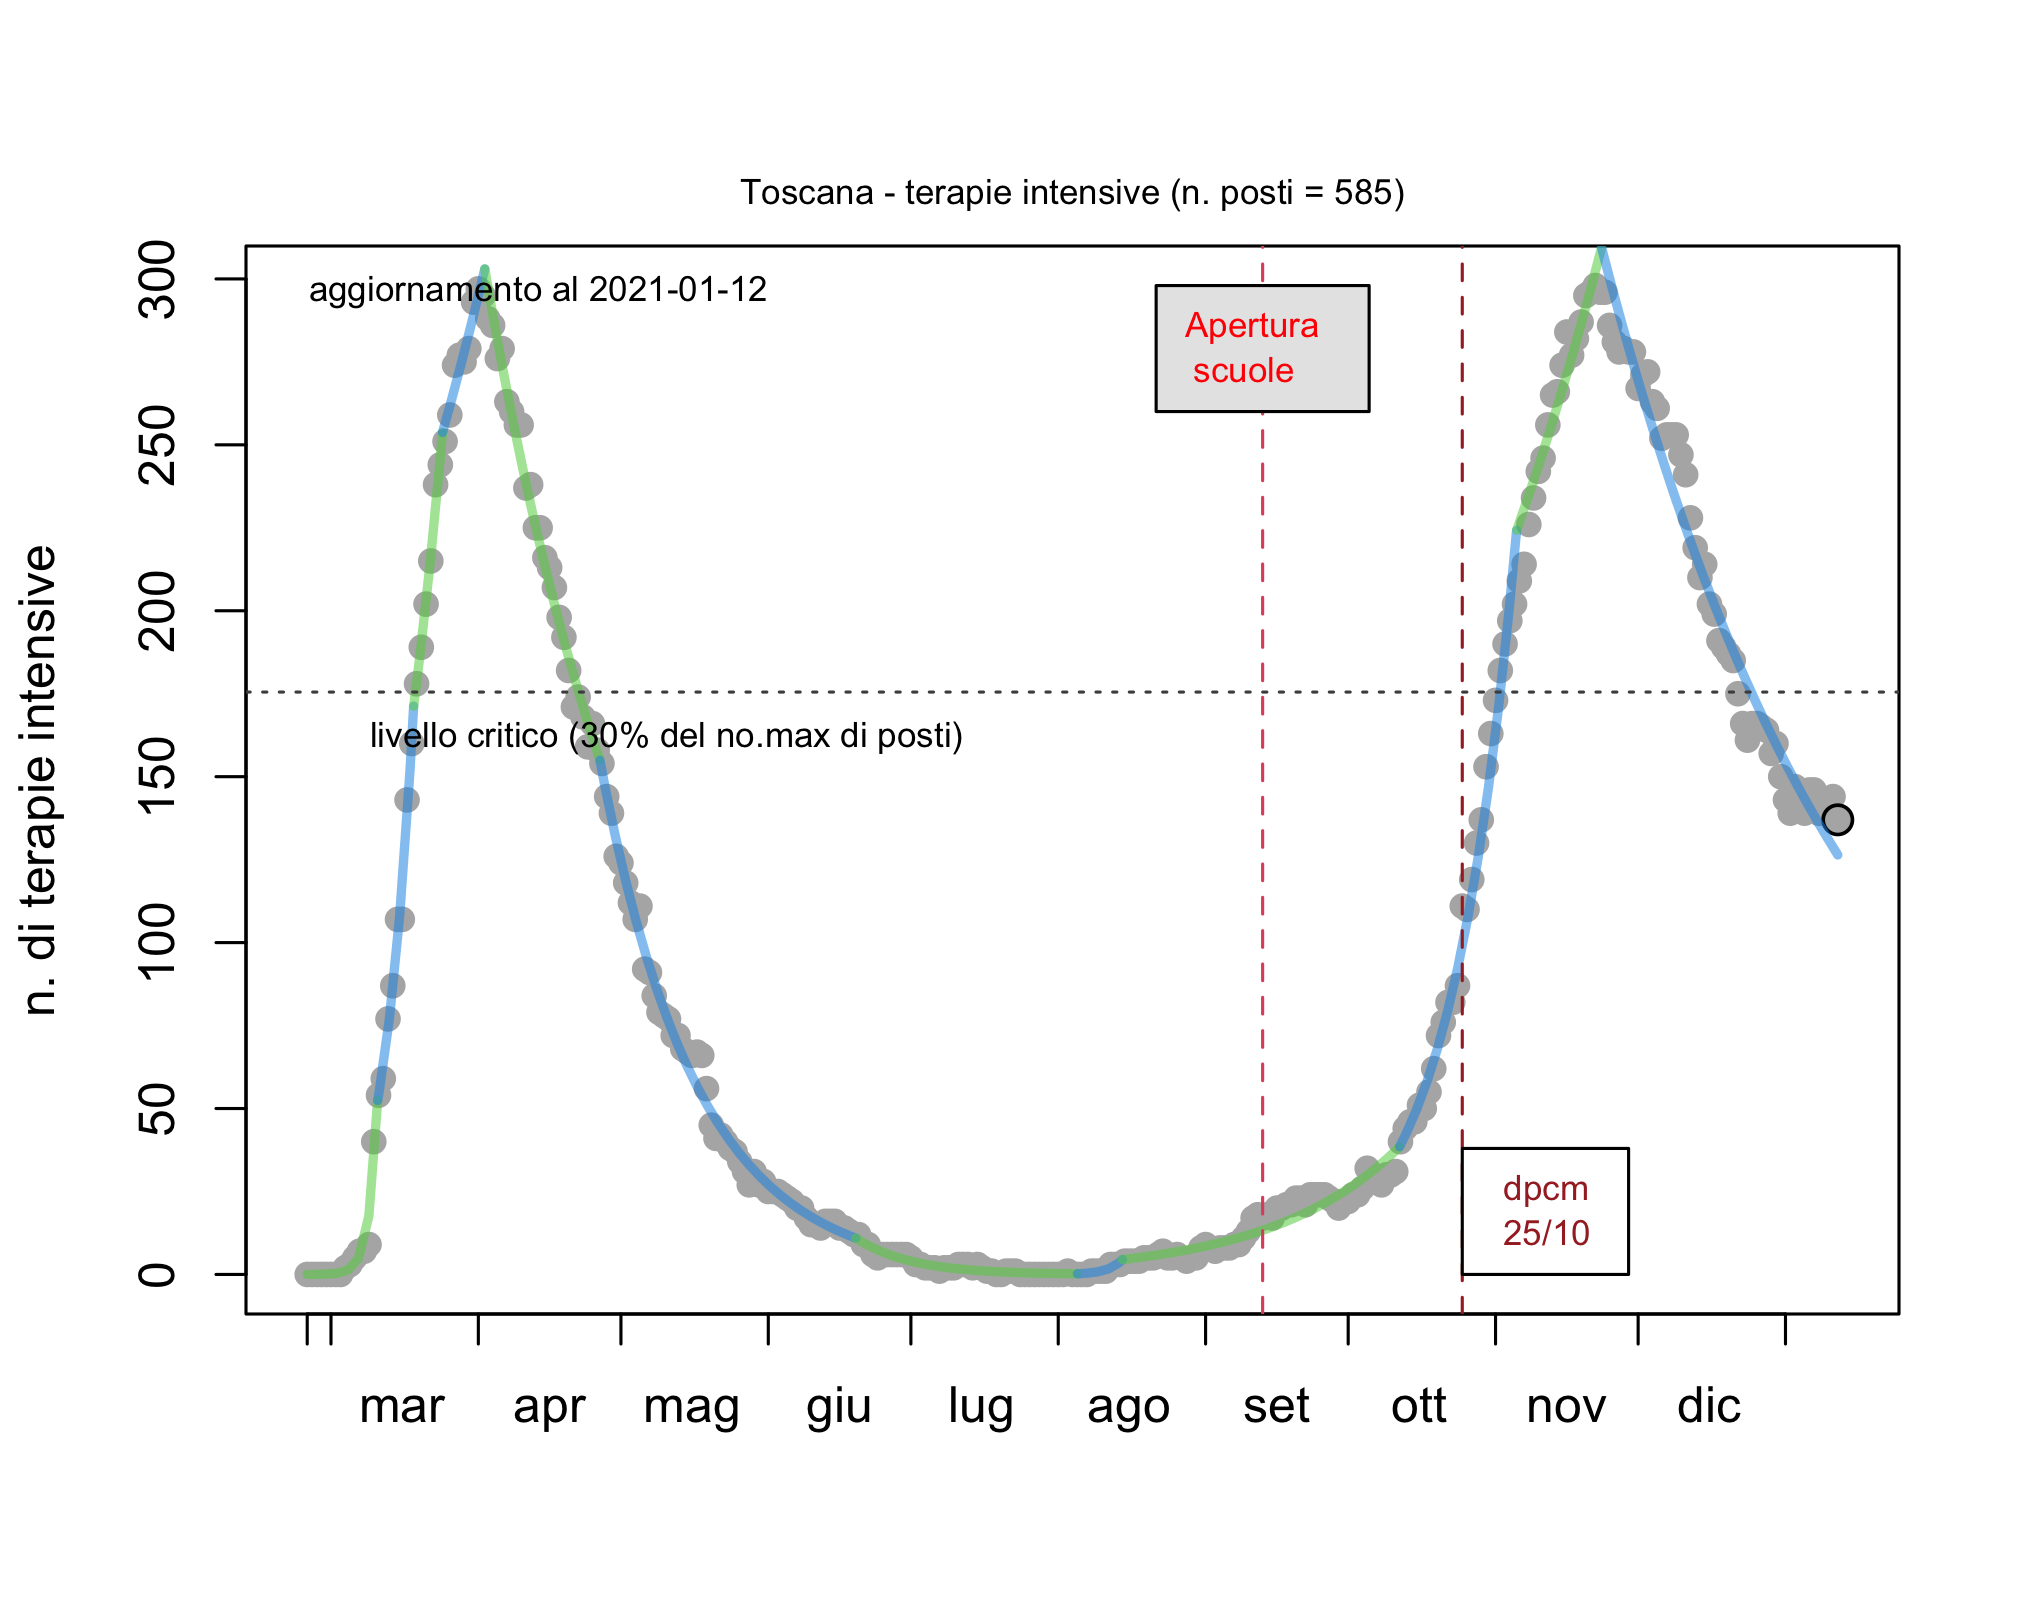 Toscana - terapie intensive (n. posti = 585)
aggiornamento al 2021-01-12
Apertura
scuole
livello critico (30% del no.max di posti)
dpcm
25/10
n. di terapie intensive
300
250
200
150
100
50
0
mar apr mag giu lug ago set ott nov dic